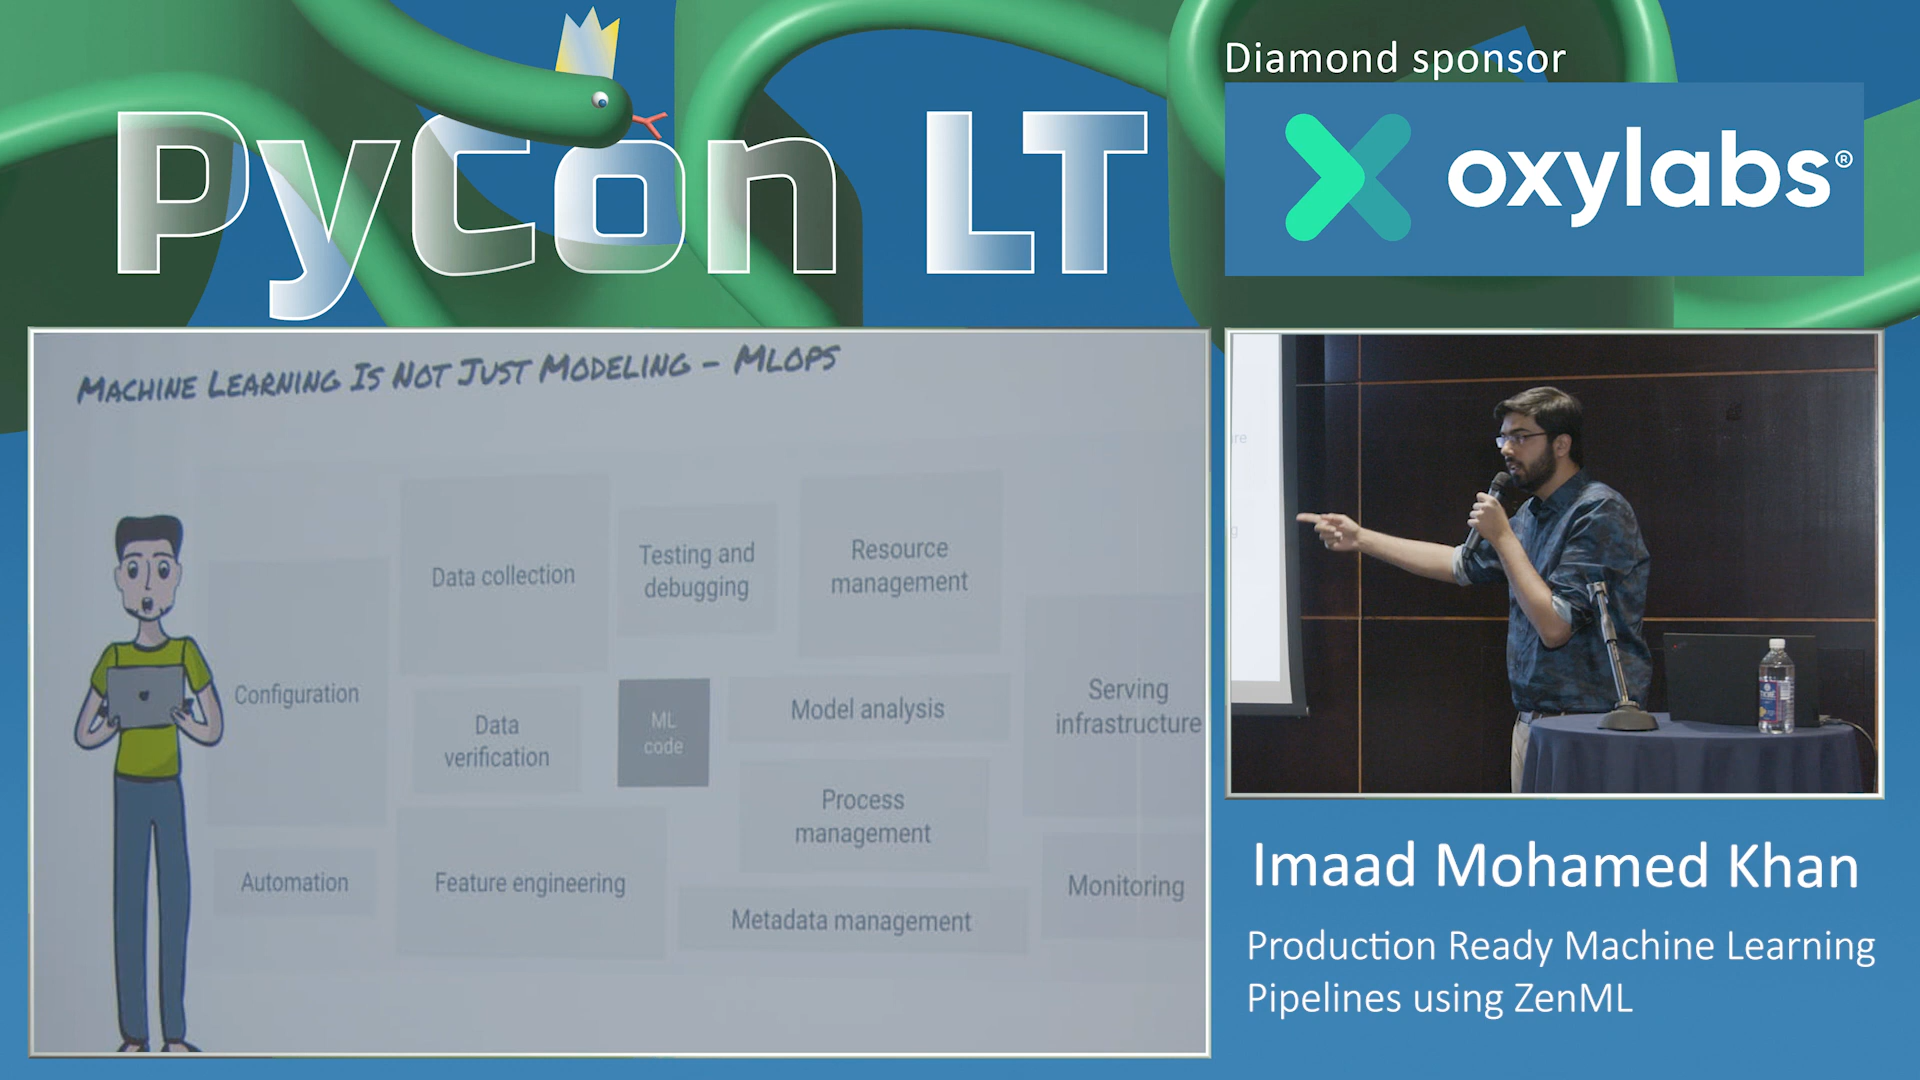 PyCon LT
Diamond sponsor
oxylabs®
MACHINE LEARNING IS NOT JUST MODELING - MLOPS
Data collection
Testing and
debugging
Resource
management
Configuration
Data
verification
ML
code
Model analysis
Serving
infrastructure
Process
management
Automation
Feature engineering
Metadata management
Monitoring
Imaad Mohamed Khan
Production Ready Machine Learning
Pipelines using ZenML